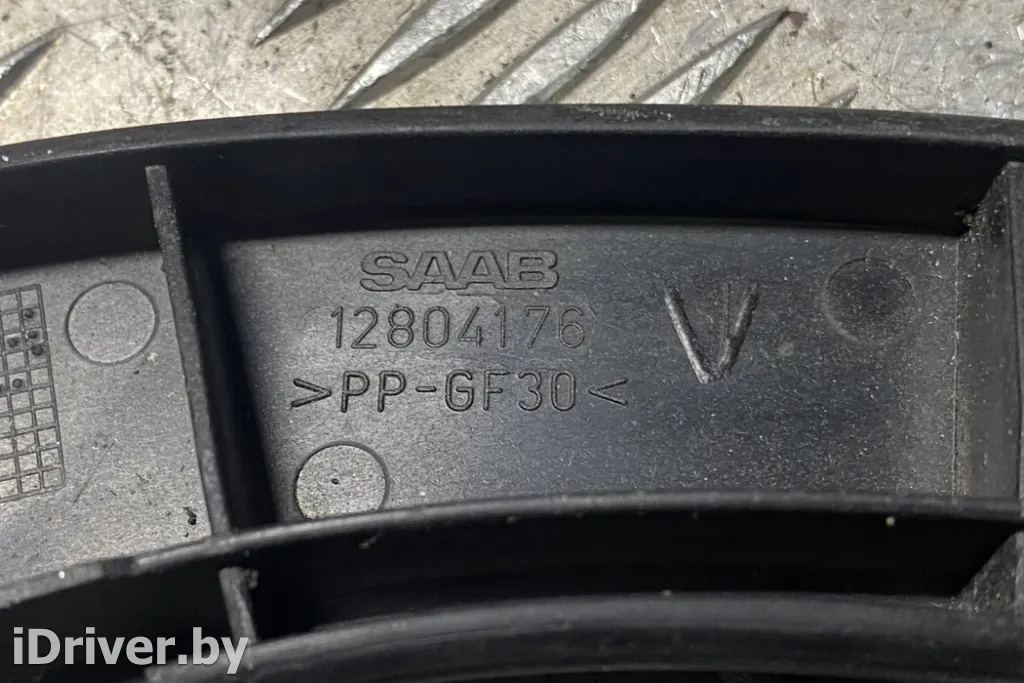 SAAB
12804176
>PP-GF30<
iDriver.by